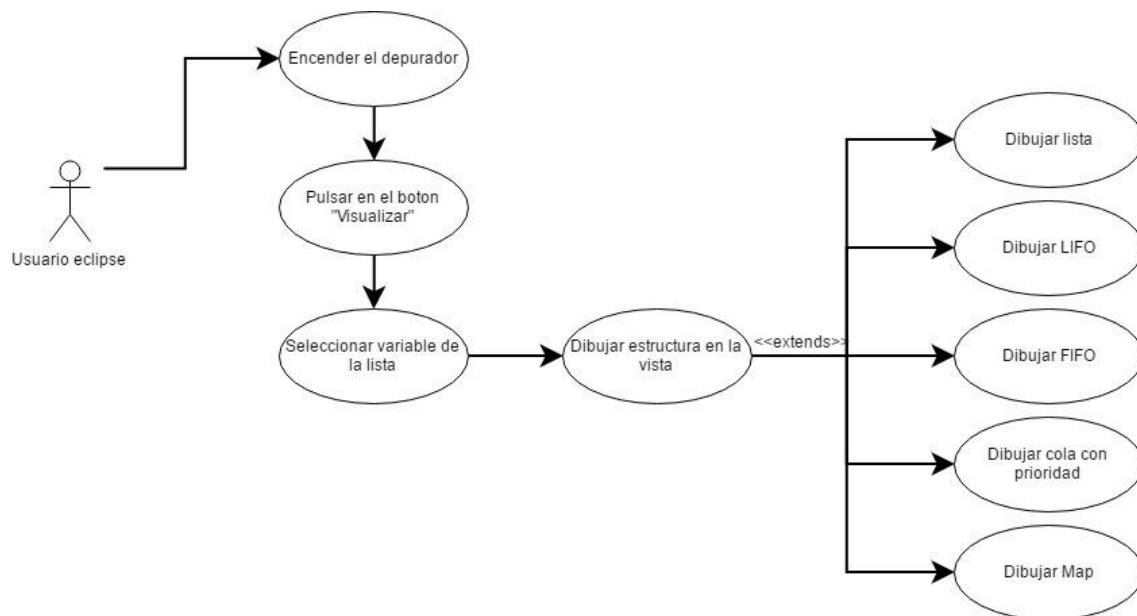 Encender el depurador
Pulsar en el boton
"Visualizar"
Usuario eclipse
Seleccionar variable de
la lista
Dibujar estructura en la
vista
<<extends>>
Dibujar lista
Dibujar LIFO
Dibujar FIFO
Dibujar cola con
prioridad
Dibujar Map